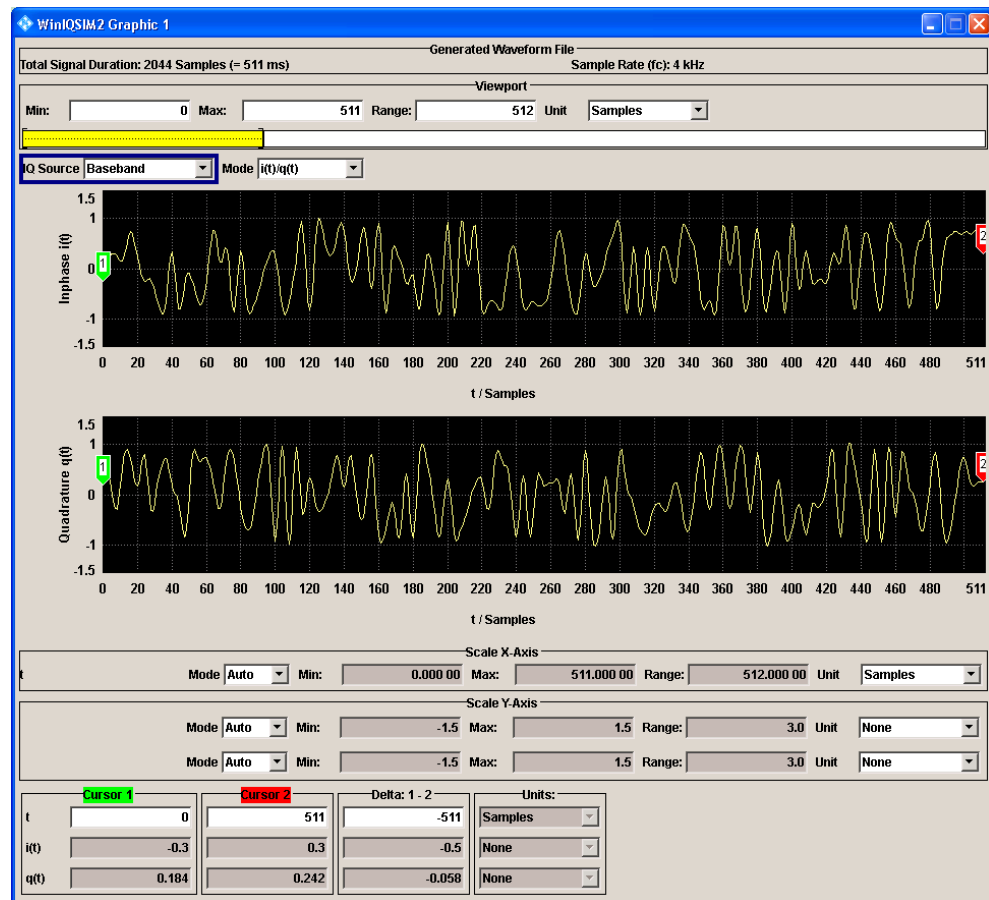 WinIQSIM2 Graphic 1
Generated Waveform File
Total Signal Duration: 2044 Samples (= 511 ms) Sample Rate (fc): 4 kHz
Viewport
Min: 0 Max: 511 Range: 512 Unit Samples
IQ Source Baseband Mode i(t)/q(t)
Inphase i(t)
1.5
1
0
-1
-1.5
1
2
0 20 40 60 80 100 120 140 160 180 200 220 240 260 280 300 320 340 360 380 400 420 440 460 480 511
t / Samples
Quadrature q(t)
1.5
1
0
-1
-1.5
1
2
0 20 40 60 80 100 120 140 160 180 200 220 240 260 280 300 320 340 360 380 400 420 440 460 480 511
t / Samples
Scale X-Axis
t Mode Auto Min: 0.000 00 Max: 511.000 00 Range: 512.000 00 Unit Samples
Scale Y-Axis
Mode Auto Min: -1.5 Max: 1.5 Range: 3.0 Unit None
Mode Auto Min: -1.5 Max: 1.5 Range: 3.0 Unit None
Cursor 1 Cursor 2 Delta: 1 - 2 Units:
t 0 511 -511 Samples
i(t) -0.3 0.3 -0.5 None
q(t) 0.184 0.242 -0.058 None